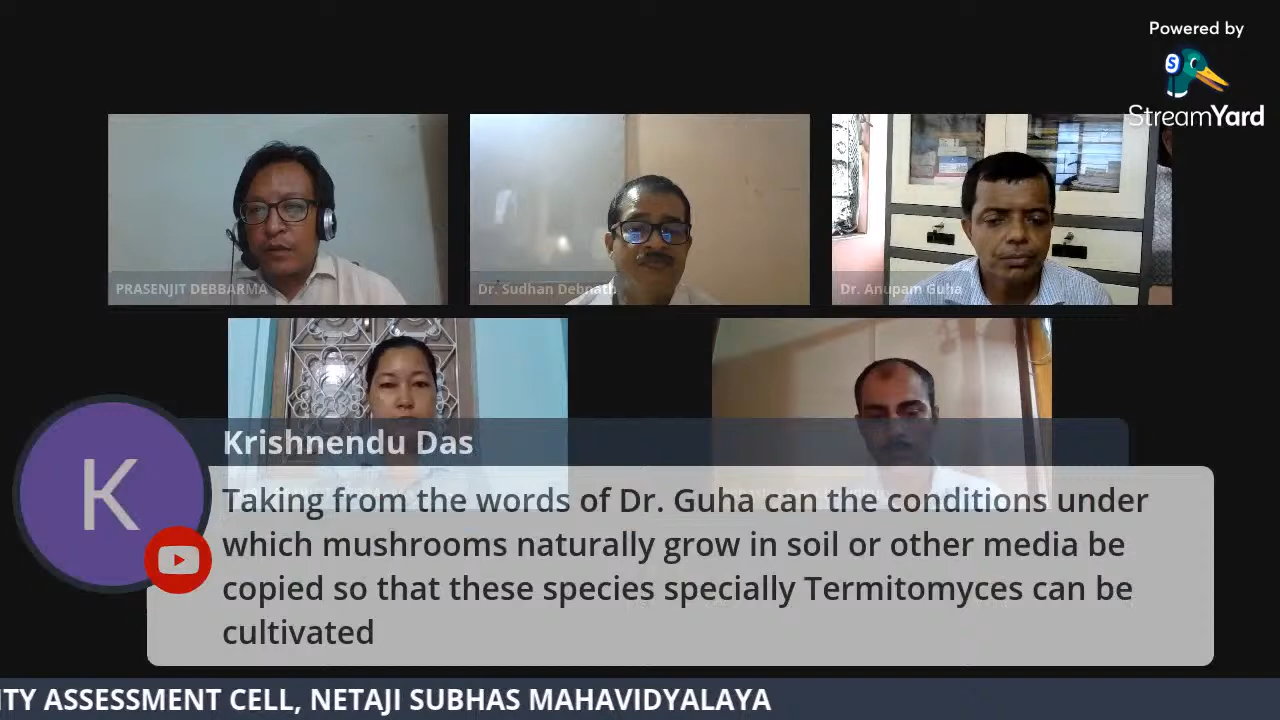 Powered by
S
StreamYard
PRASENJIT DEBBARMA
Dr. Sudhan Debnath
Dr. Anupam Guha
K
Krishnendu Das
Taking from the words of Dr. Guha can the conditions under
which mushrooms naturally grow in soil or other media be
copied so that these species specially Termitomyces can be
cultivated
ITY ASSESSMENT CELL, NETAJI SUBHAS MAHAVIDYALAYA